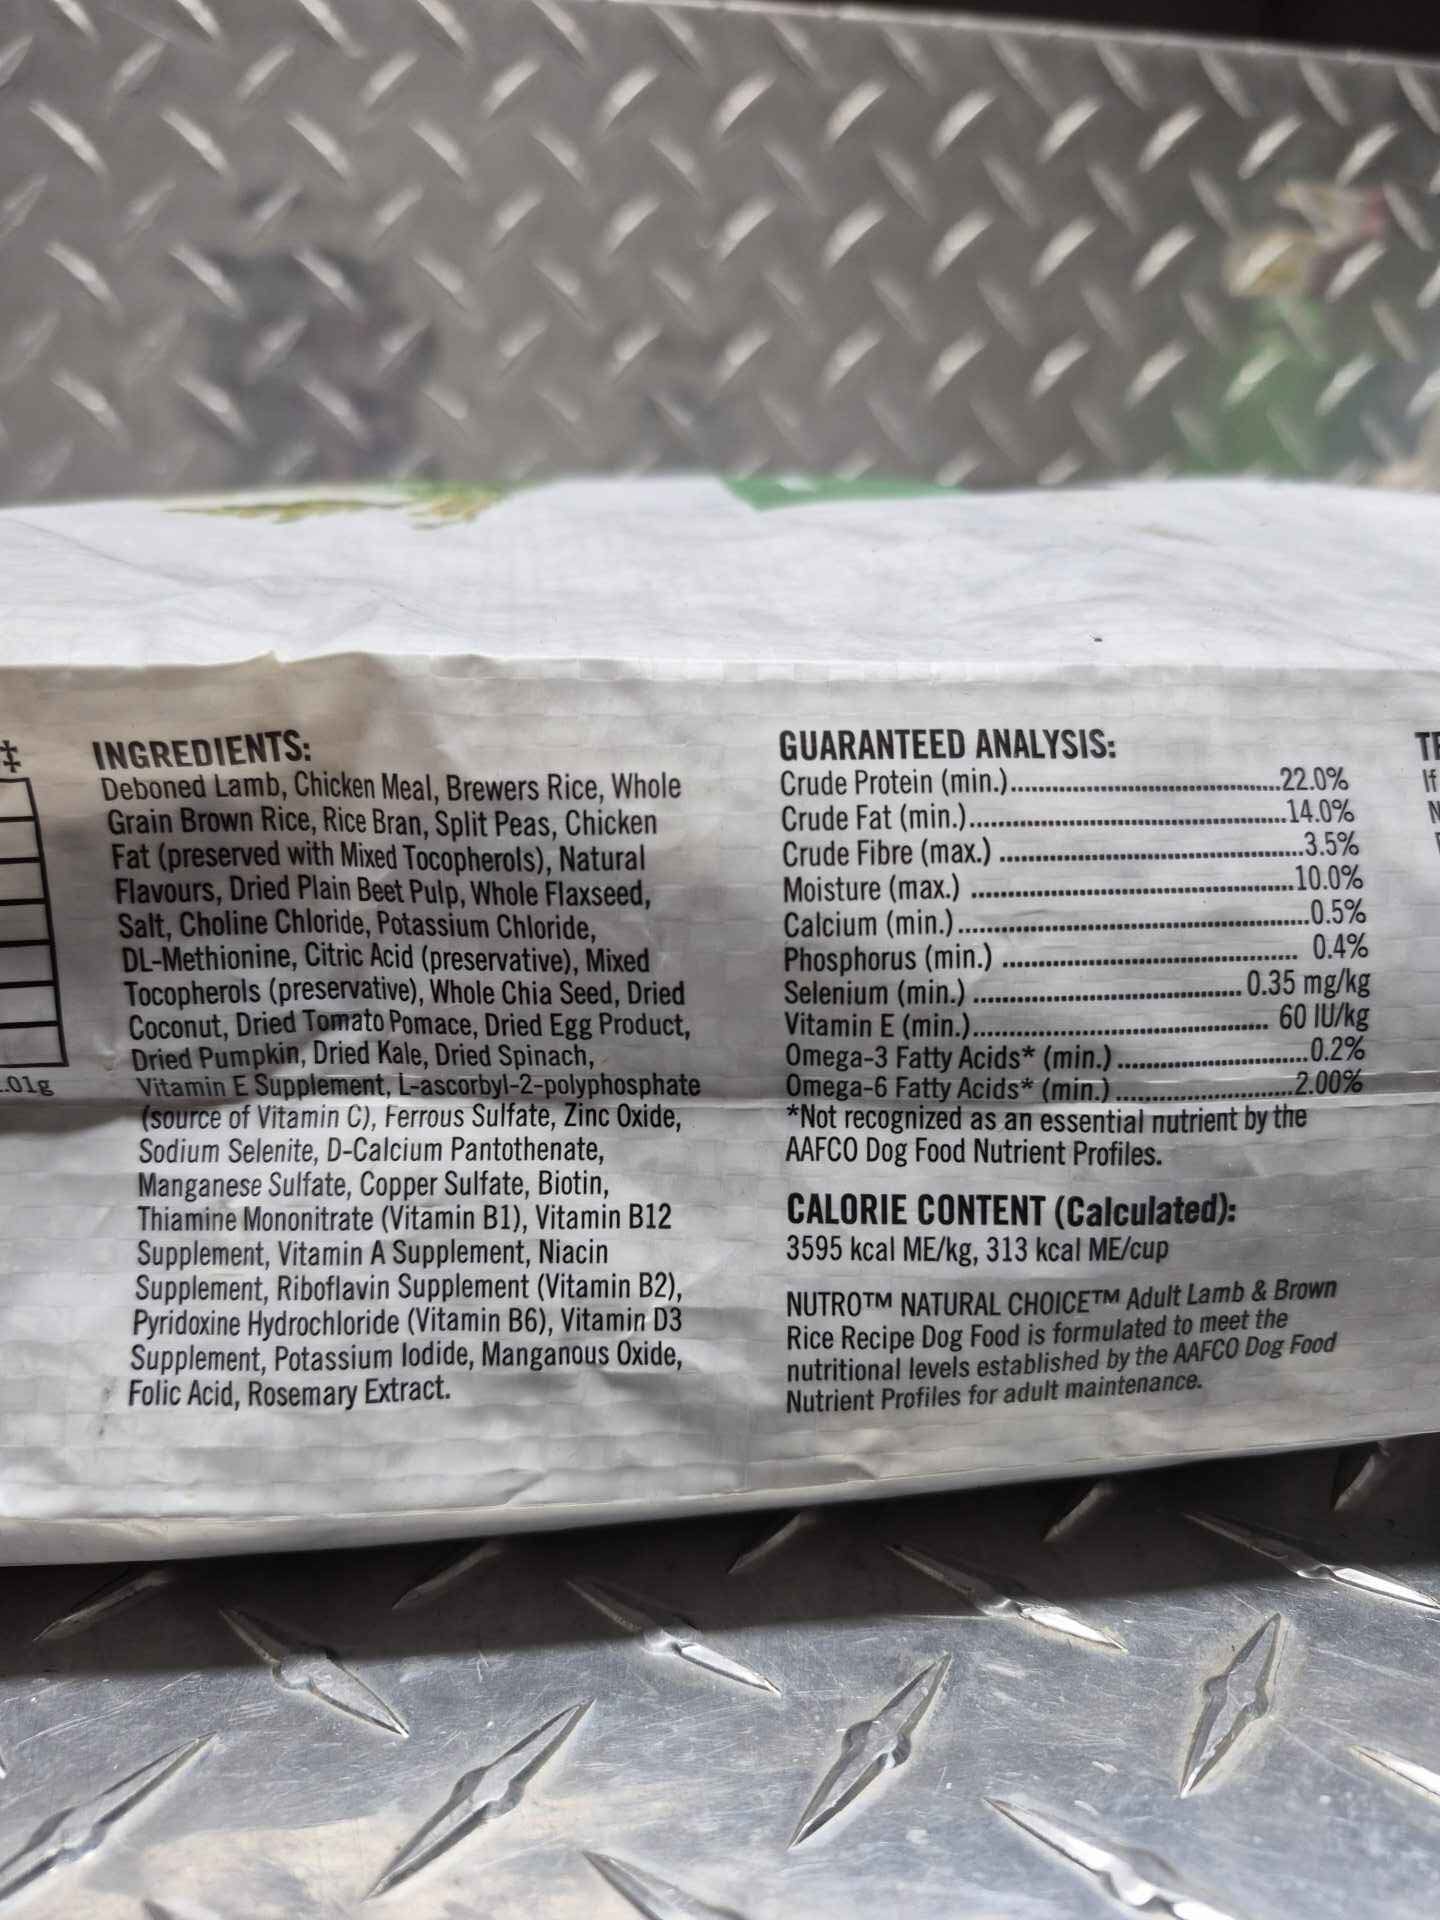 ‡
.01g
INGREDIENTS:
Deboned Lamb, Chicken Meal, Brewers Rice, Whole
Grain Brown Rice, Rice Bran, Split Peas, Chicken
Fat (preserved with Mixed Tocopherols), Natural
Flavours, Dried Plain Beet Pulp, Whole Flaxseed,
Salt, Choline Chloride, Potassium Chloride,
DL-Methionine, Citric Acid (preservative), Mixed
Tocopherols (preservative), Whole Chia Seed, Dried
Coconut, Dried Tomato Pomace, Dried Egg Product,
Dried Pumpkin, Dried Kale, Dried Spinach,
Vitamin E Supplement, L-ascorbyl-2-polyphosphate
(source of Vitamin C), Ferrous Sulfate, Zinc Oxide,
Sodium Selenite, D-Calcium Pantothenate,
Manganese Sulfate, Copper Sulfate, Biotin,
Thiamine Mononitrate (Vitamin B1), Vitamin B12
Supplement, Vitamin A Supplement, Niacin
Supplement, Riboflavin Supplement (Vitamin B2),
Pyridoxine Hydrochloride (Vitamin B6), Vitamin D3
Supplement, Potassium Iodide, Manganous Oxide,
Folic Acid, Rosemary Extract.
GUARANTEED ANALYSIS:
Crude Protein (min.)..............................22.0%
Crude Fat (min.)..............................14.0%
Crude Fibre (max.) ..............................3.5%
Moisture (max.) ..............................10.0%
Calcium (min.)..............................0.5%
Phosphorus (min.) .............................. 0.4%
Selenium (min.) .............................. 0.35 mg/kg
Vitamin E (min.).............................. 60 IU/kg
Omega-3 Fatty Acids* (min.) ....................0.2%
Omega-6 Fatty Acids* (min.) ....................2.00%
*Not recognized as an essential nutrient by the
AAFCO Dog Food Nutrient Profiles.
CALORIE CONTENT (Calculated):
3595 kcal ME/kg, 313 kcal ME/cup
NUTRO™ NATURAL CHOICE™ Adult Lamb & Brown
Rice Recipe Dog Food is formulated to meet the
nutritional levels established by the AAFCO Dog Food
Nutrient Profiles for adult maintenance.
If